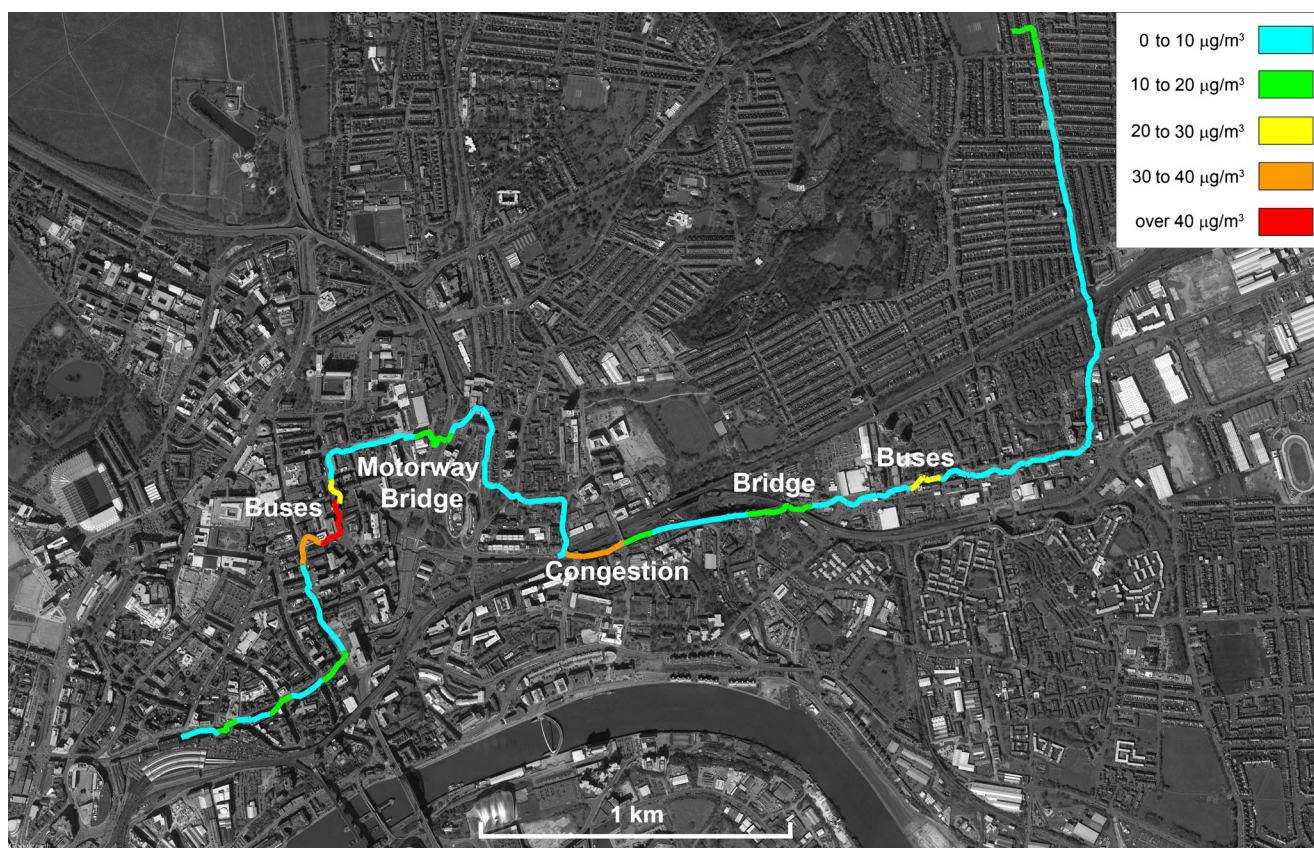 0 to 10 µg/m³
10 to 20 µg/m³
20 to 30 µg/m³
30 to 40 µg/m³
over 40 µg/m³
Buses
Motorway
Bridge
Bridge
Buses
Congestion
1 km